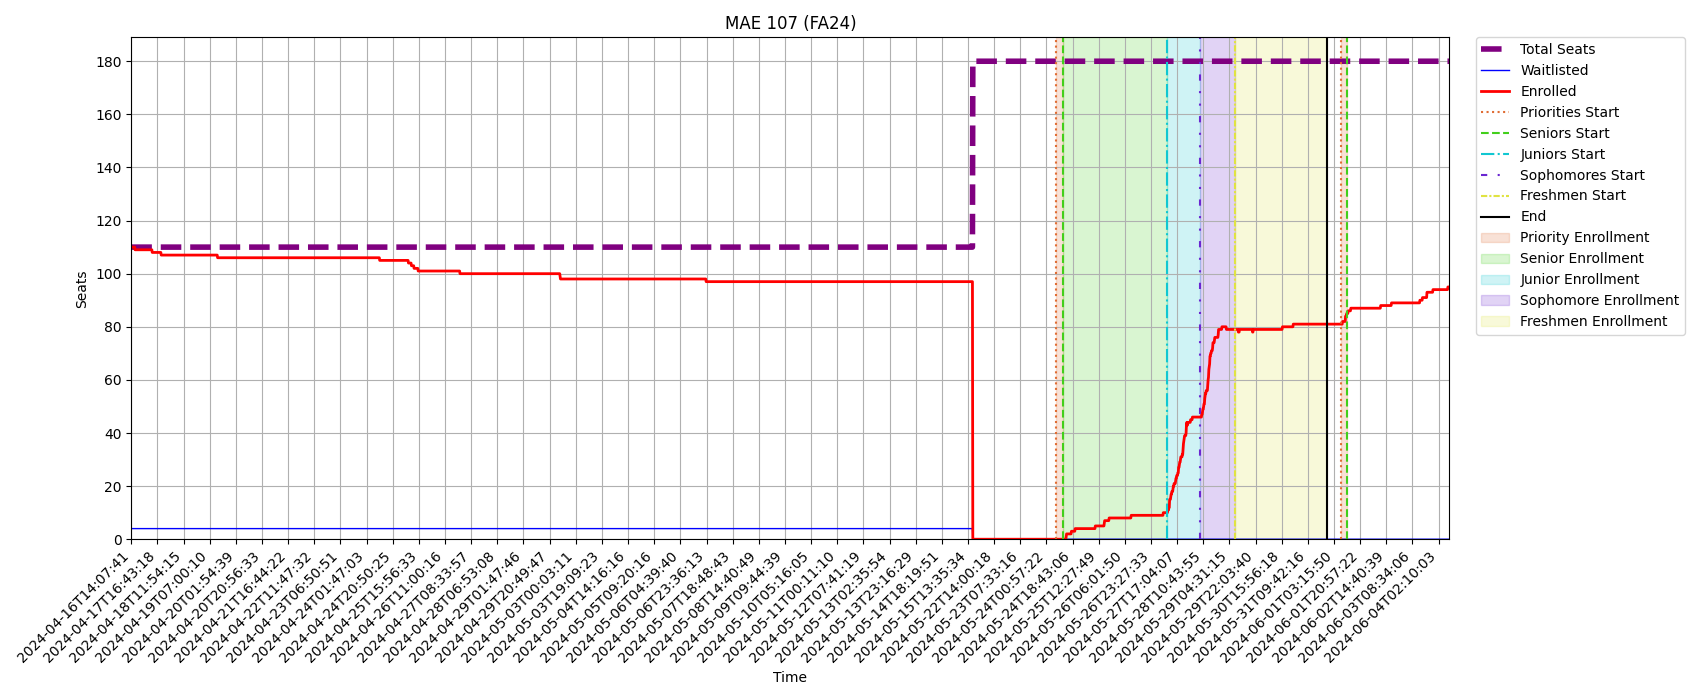 MAE 107 (FA24)
Seats
180
160
140
120
100
80
60
40
20
0
2024-04-16T14:07:41
2024-04-17T16:43:18
2024-04-18T11:54:15
2024-04-19T07:00:10
2024-04-20T01:54:39
2024-04-20T20:56:33
2024-04-21T16:44:22
2024-04-22T11:47:32
2024-04-23T06:50:51
2024-04-24T01:47:03
2024-04-24T20:50:25
2024-04-25T15:56:33
2024-04-26T11:00:16
2024-04-27T08:33:57
2024-04-28T06:53:08
2024-04-29T01:47:46
2024-04-29T20:49:47
2024-05-03T00:03:11
2024-05-03T19:09:23
2024-05-04T14:16:16
2024-05-05T09:20:16
2024-05-06T04:39:40
2024-05-06T23:36:13
2024-05-07T18:48:43
2024-05-08T14:40:49
2024-05-09T09:44:39
2024-05-10T05:16:05
2024-05-11T00:11:10
2024-05-12T07:41:19
2024-05-13T02:35:54
2024-05-13T23:16:29
2024-05-14T18:19:51
2024-05-15T13:35:34
2024-05-22T14:00:18
2024-05-23T07:33:16
2024-05-24T00:57:22
2024-05-24T18:43:06
2024-05-25T12:27:49
2024-05-26T06:01:50
2024-05-26T23:27:33
2024-05-27T17:04:07
2024-05-28T10:43:55
2024-05-29T04:31:15
2024-05-29T22:03:40
2024-05-30T15:56:18
2024-05-31T09:42:16
2024-06-01T03:15:50
2024-06-01T20:57:22
2024-06-02T14:40:39
2024-06-03T08:34:06
2024-06-04T02:10:03
Time
Total Seats
Waitlisted
Enrolled
Priorities Start
Seniors Start
Juniors Start
Sophomores Start
Freshmen Start
End
Priority Enrollment
Senior Enrollment
Junior Enrollment
Sophomore Enrollment
Freshmen Enrollment